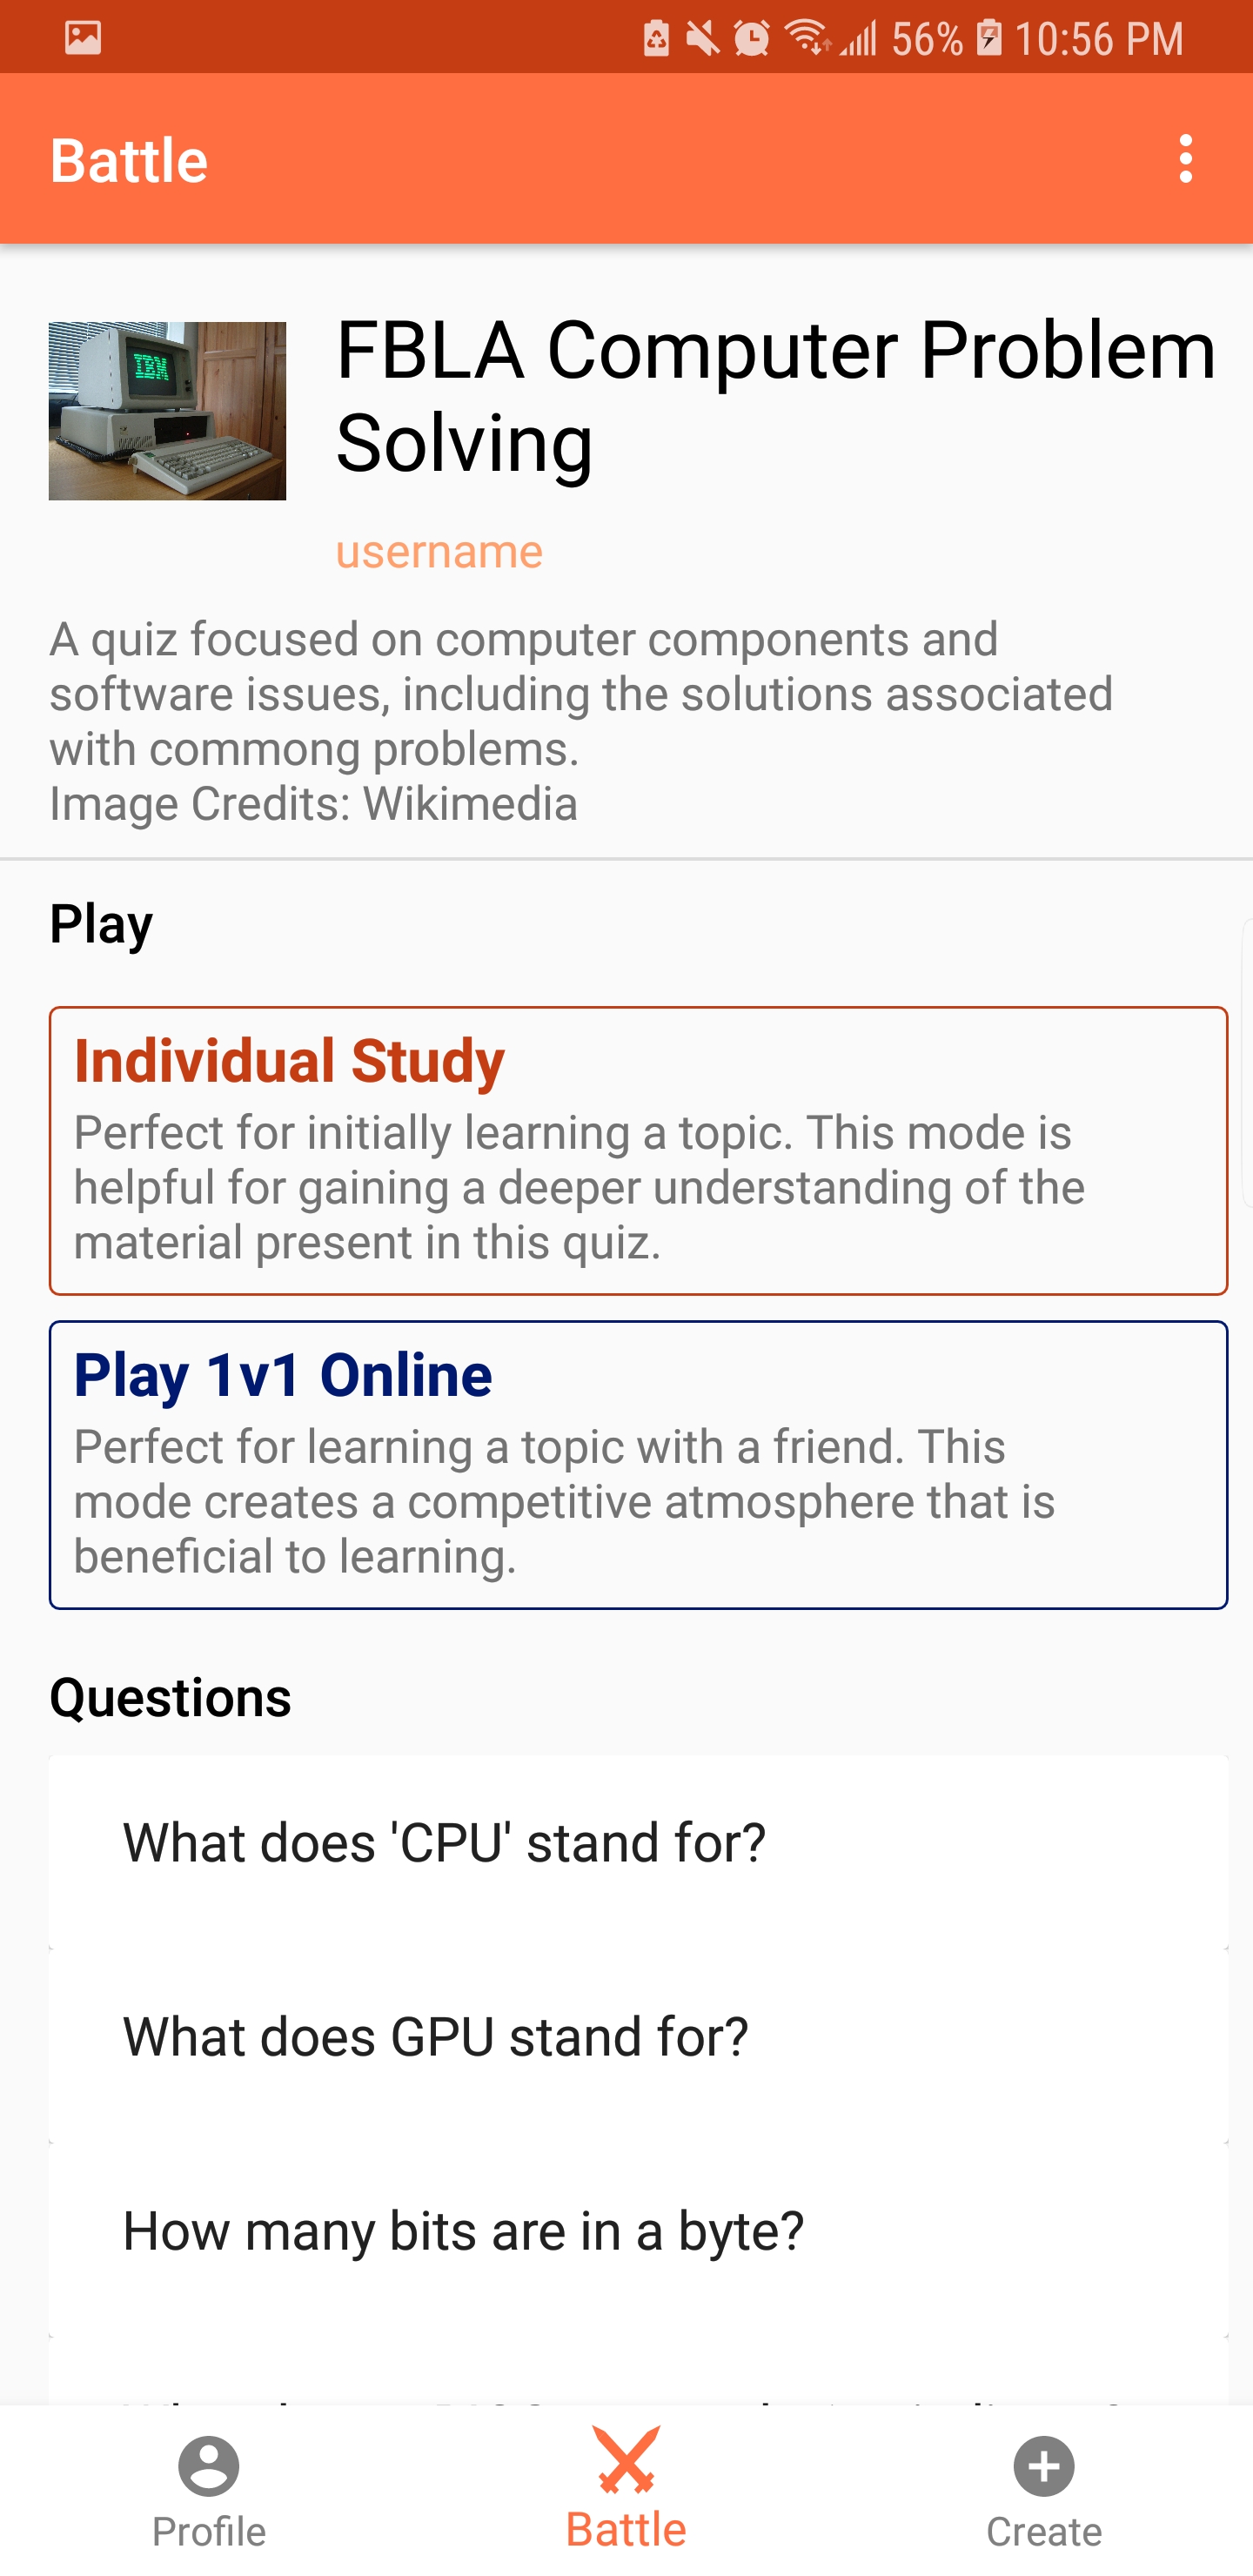 56% 10:56 PM
Battle
IBM
FBLA Computer Problem
Solving
username
A quiz focused on computer components and
software issues, including the solutions associated
with commong problems.
Image Credits: Wikimedia
Play
Individual Study
Perfect for initially learning a topic. This mode is
helpful for gaining a deeper understanding of the
material present in this quiz.
Play 1v1 Online
Perfect for learning a topic with a friend. This
mode creates a competitive atmosphere that is
beneficial to learning.
Questions
What does 'CPU' stand for?
What does GPU stand for?
How many bits are in a byte?
Profile
Battle
Create